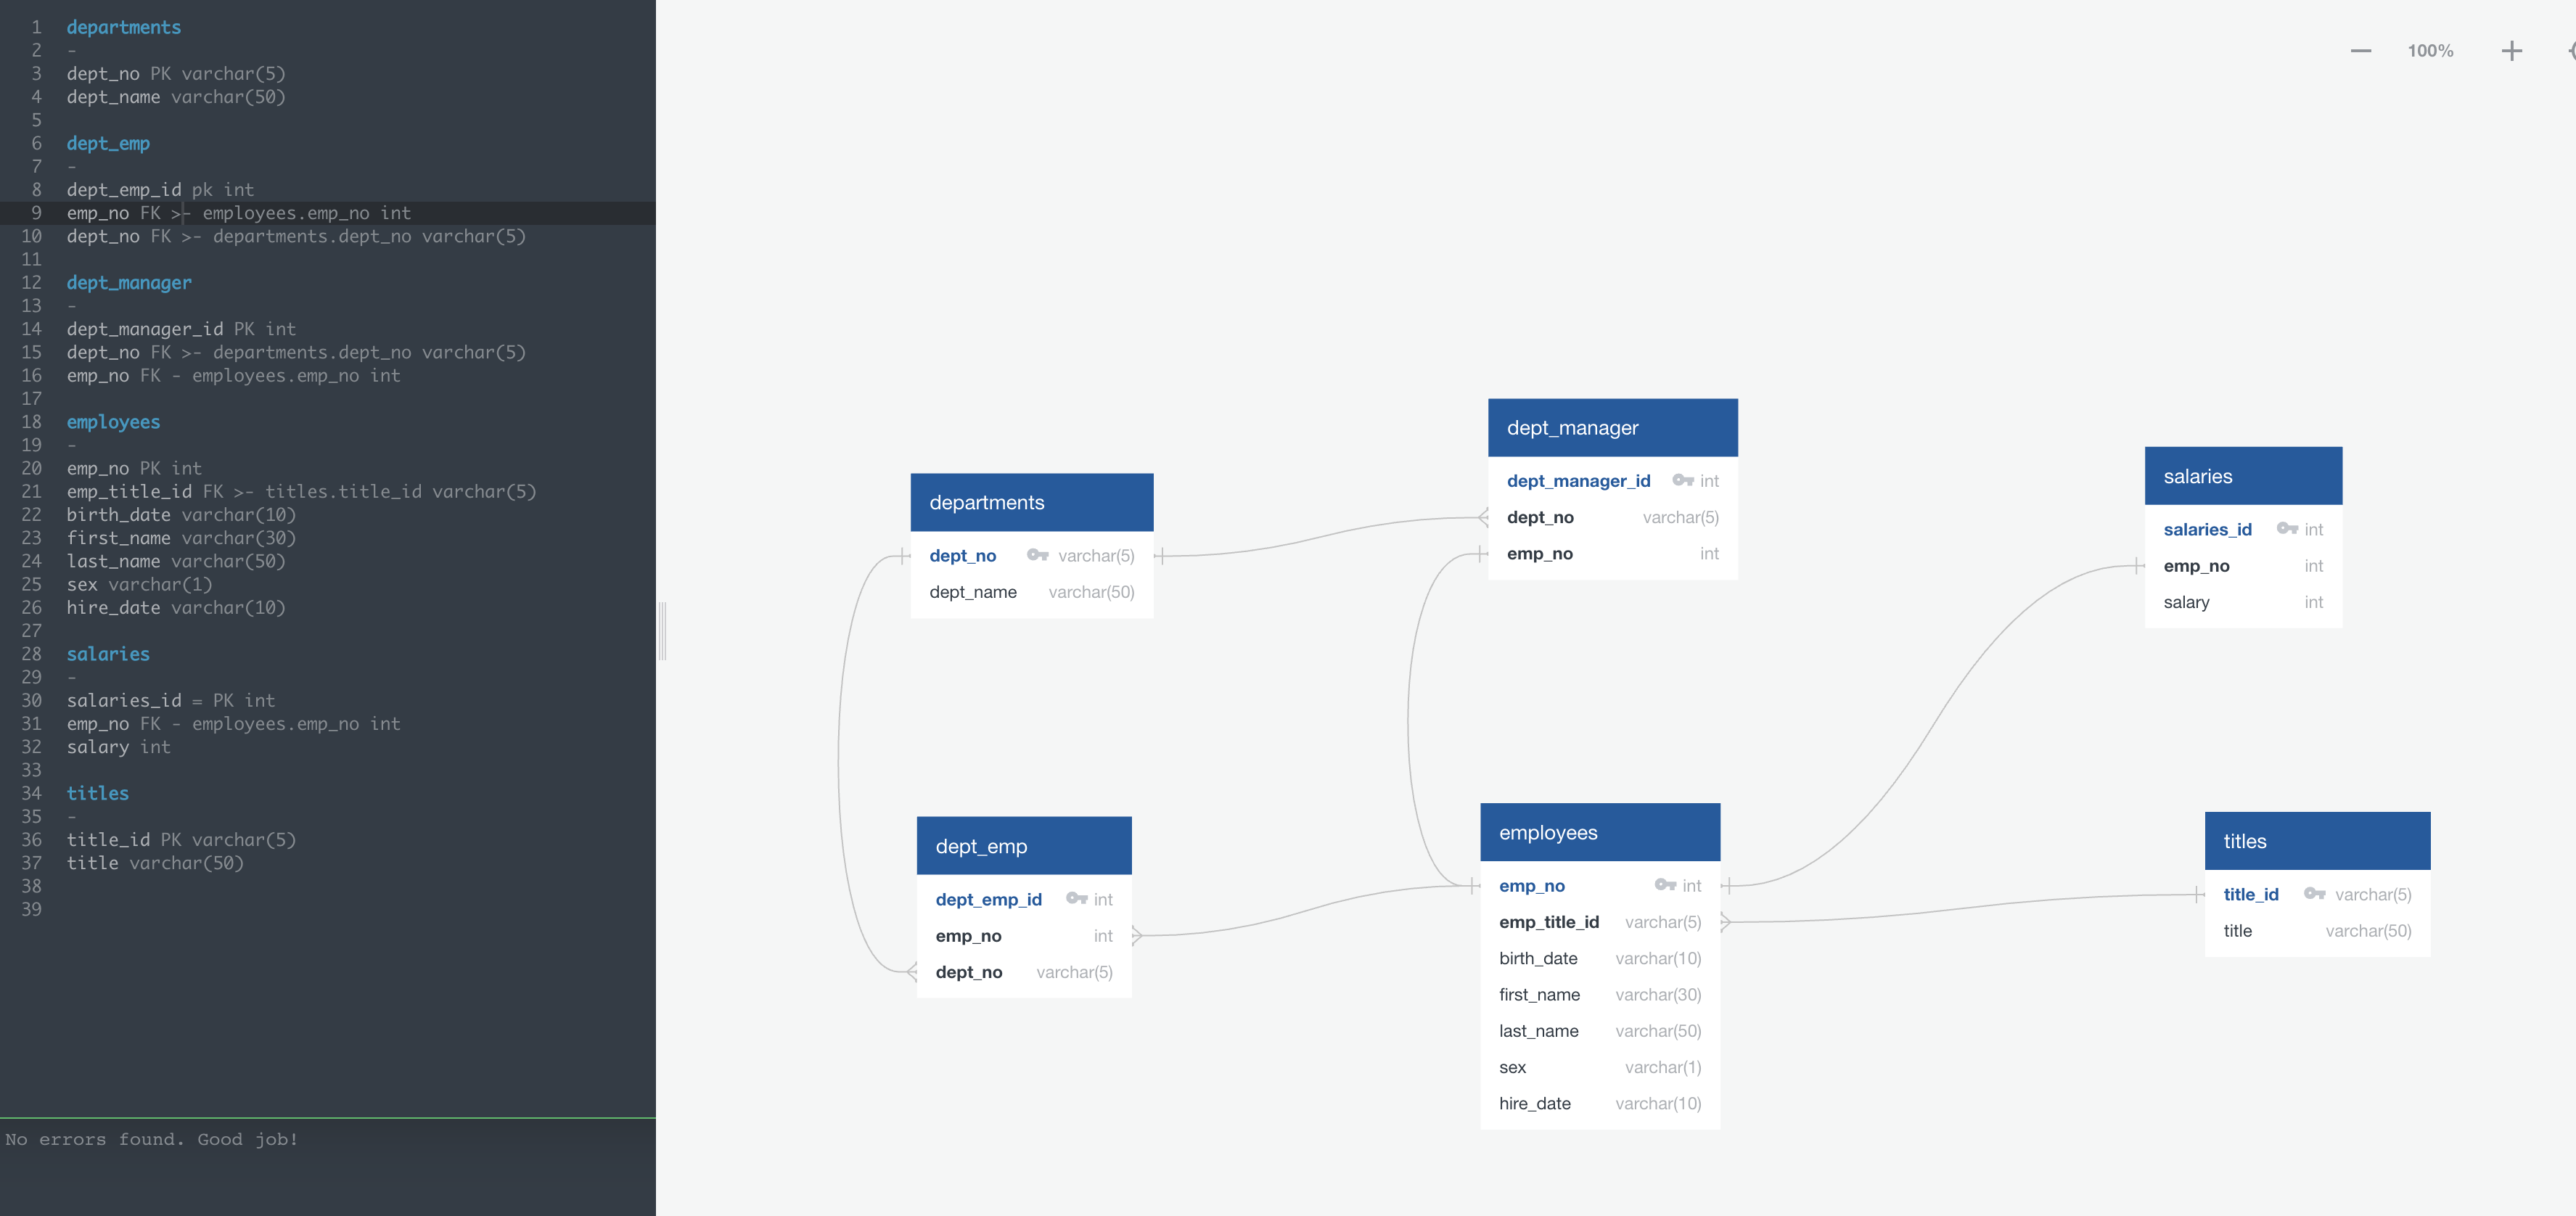 1 departments
2 -
3 dept_no PK varchar(5)
4 dept_name varchar(50)
5
6 dept_emp
7 -
8 dept_emp_id pk int
9 emp_no FK >- employees.emp_no int
10 dept_no FK >- departments.dept_no varchar(5)
11
12 dept_manager
13 -
14 dept_manager_id PK int
15 dept_no FK >- departments.dept_no varchar(5)
16 emp_no FK - employees.emp_no int
17
18 employees
19 -
20 emp_no PK int
21 emp_title_id FK >- titles.title_id varchar(5)
22 birth_date varchar(10)
23 first_name varchar(30)
24 last_name varchar(50)
25 sex varchar(1)
26 hire_date varchar(10)
27
28 salaries
29 -
30 salaries_id = PK int
31 emp_no FK - employees.emp_no int
32 salary int
33
34 titles
35 -
36 title_id PK varchar(5)
37 title varchar(50)
38
39
No errors found. Good job!
100%
departments
dept_no varchar(5)
dept_name varchar(50)
dept_manager
dept_manager_id int
dept_no varchar(5)
emp_no int
salaries
salaries_id int
emp_no int
salary int
dept_emp
dept_emp_id int
emp_no int
dept_no varchar(5)
employees
emp_no int
emp_title_id varchar(5)
birth_date varchar(10)
first_name varchar(30)
last_name varchar(50)
sex varchar(1)
hire_date varchar(10)
titles
title_id varchar(5)
title varchar(50)